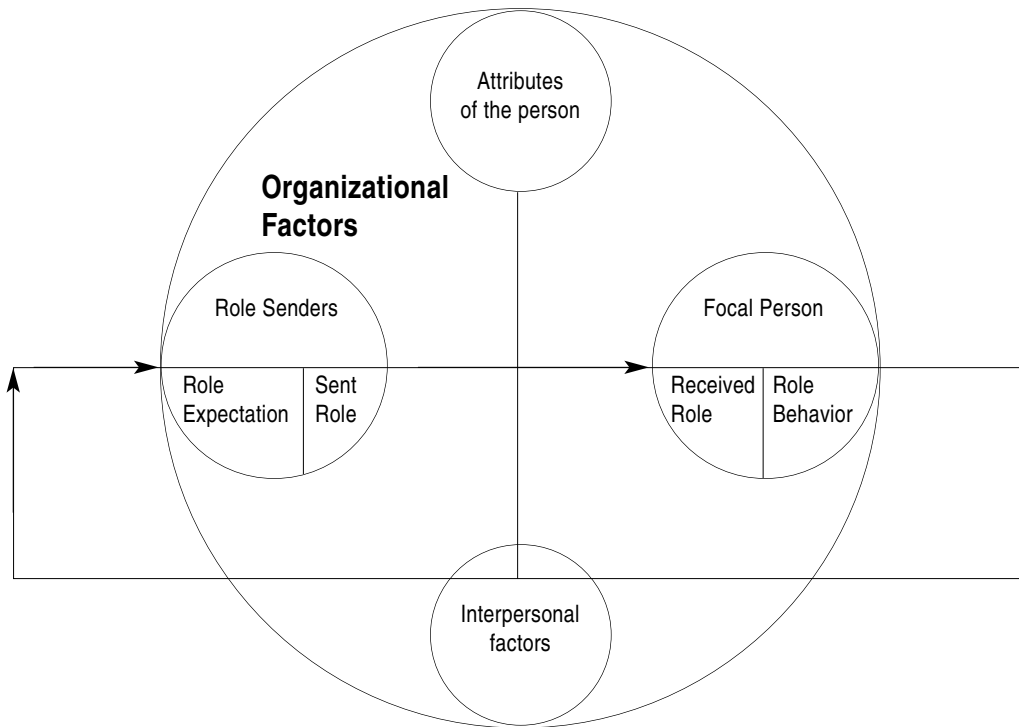 Attributes
of the person
Organizational
Factors
Role Senders
Focal Person
Role
Expectation
Sent
Role
Received
Role
Role
Behavior
Interpersonal
factors